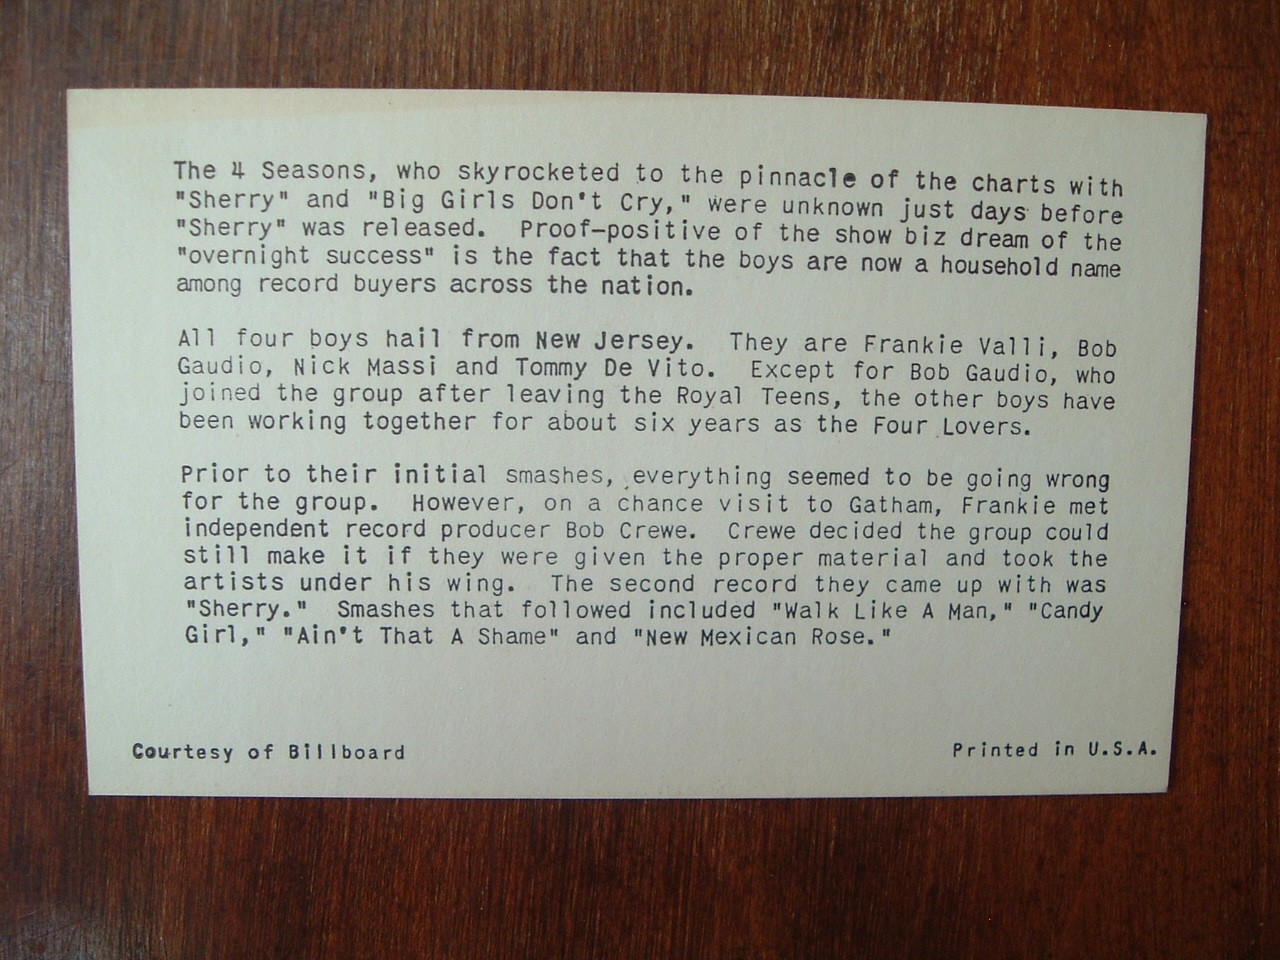 The 4 Seasons, who skyrocketed to the pinnacle of the charts with
"Sherry" and "Big Girls Don't Cry," were unknown just days before
"Sherry" was released. Proof-positive of the show biz dream of the
"overnight success" is the fact that the boys are now a household name
among record buyers across the nation.
All four boys hail from New Jersey. They are Frankie Valli, Bob
Gaudio, Nick Massi and Tommy De Vito. Except for Bob Gaudio, who
joined the group after leaving the Royal Teens, the other boys have
been working together for about six years as the Four Lovers.
Prior to their initial smashes, everything seemed to be going wrong
for the group. However, on a chance visit to Gatham, Frankie met
independent record producer Bob Crewe. Crewe decided the group could
still make it if they were given the proper material and took the
artists under his wing. The second record they came up with was
"Sherry." Smashes that followed included "Walk Like A Man," "Candy
Girl," "Ain't That A Shame" and "New Mexican Rose."
Courtesy of Billboard
Printed in U.S.A.